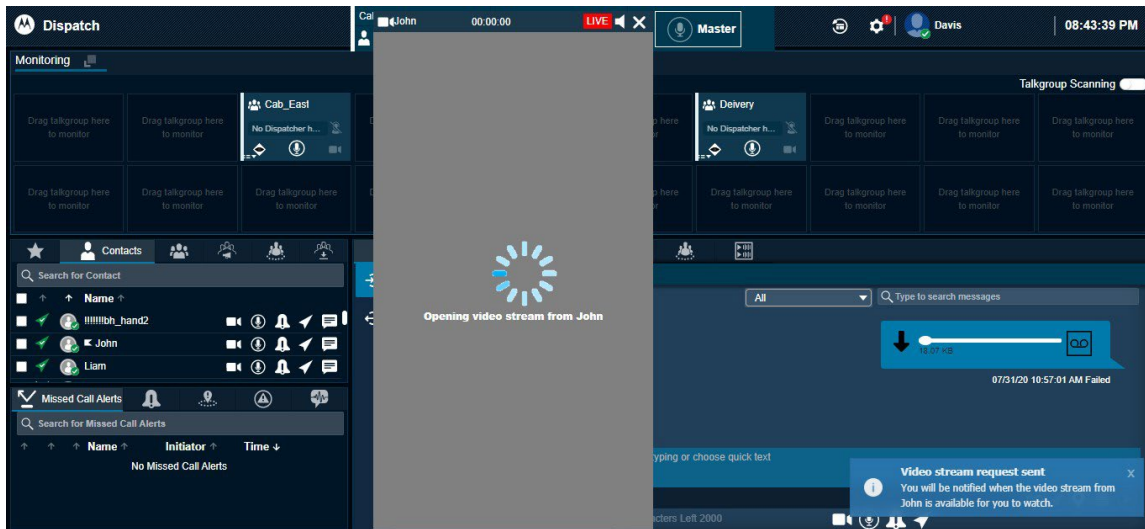 Dispatch
Cab
John
00:00:00
LIVE
Master
Davis
08:43:39 PM
Monitoring
Talkgroup Scanning
Drag talkgroup here
to monitor
Drag talkgroup here
to monitor
Cab_East
No Dispatcher h...
here
Deivery
No Dispatcher h...
Drag talkgroup here
to monitor
Drag talkgroup here
to monitor
Drag talkgroup here
to monitor
Drag talkgroup here
to monitor
Drag talkgroup here
to monitor
Drag talkgroup here
to monitor
here
Drag talkgroup here
to monitor
Drag talkgroup here
to monitor
Drag talkgroup here
to monitor
Drag talkgroup here
to monitor
Contacts
Search for Contact
Name
!!!!!!!bh_hand2
John
Liam
Opening video stream from John
All
Type to search messages
18.07 KB
07/31/20 10:57:01 AM Failed
Missed Call Alerts
Search for Missed Call Alerts
Name Initiator Time
No Missed Call Alerts
typing or choose quick text
Video stream request sent
X
You will be notified when the video stream from
John is available for you to watch.
acters Left 2000